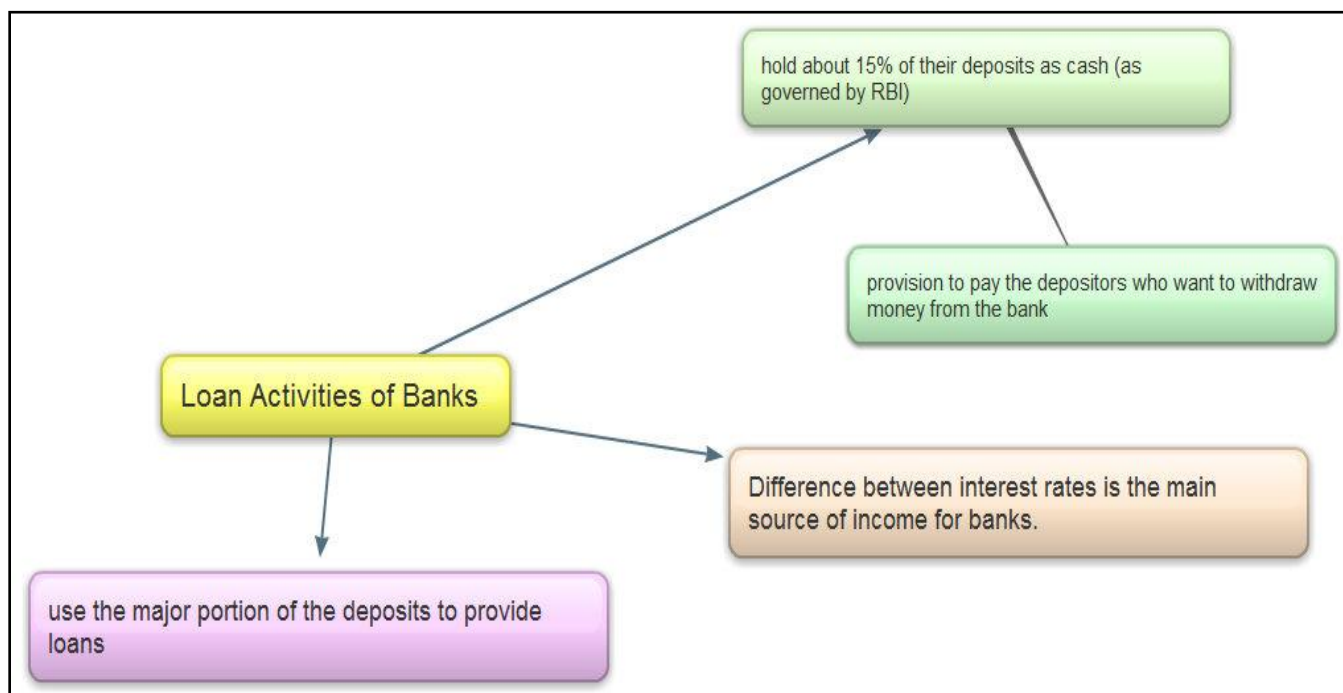 hold about 15% of their deposits as cash (as
governed by RBI)
provision to pay the depositors who want to withdraw
money from the bank
Loan Activities of Banks
Difference between interest rates is the main
source of income for banks.
use the major portion of the deposits to provide
loans